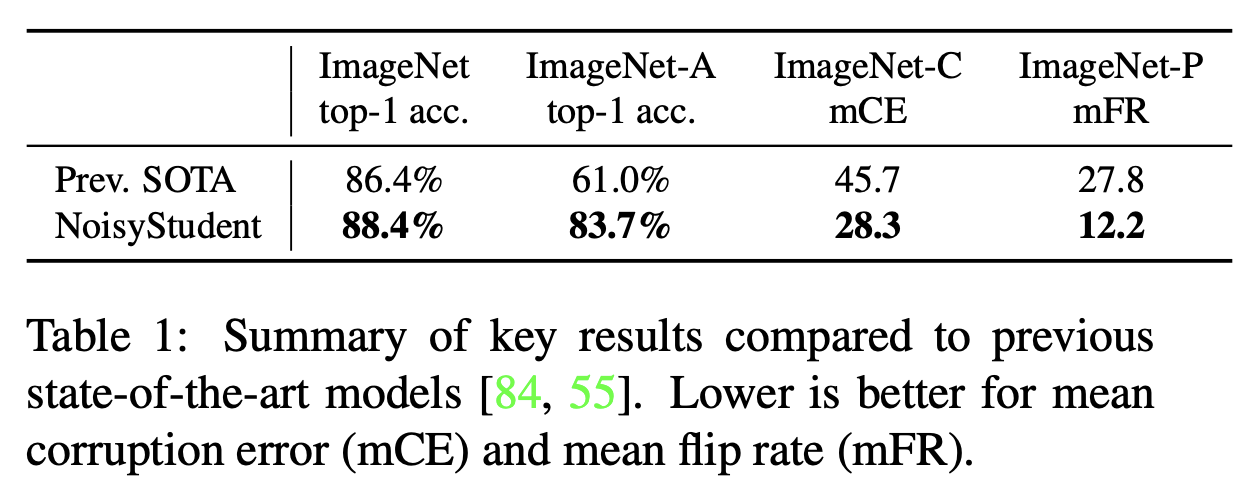 ImageNet ImageNet-A ImageNet-C ImageNet-P
top-1 acc. top-1 acc. mCE mFR
Prev. SOTA 86.4% 61.0% 45.7 27.8
NoisyStudent 88.4% 83.7% 28.3 12.2
Table 1: Summary of key results compared to previous
state-of-the-art models [84, 55]. Lower is better for mean
corruption error (mCE) and mean flip rate (mFR).